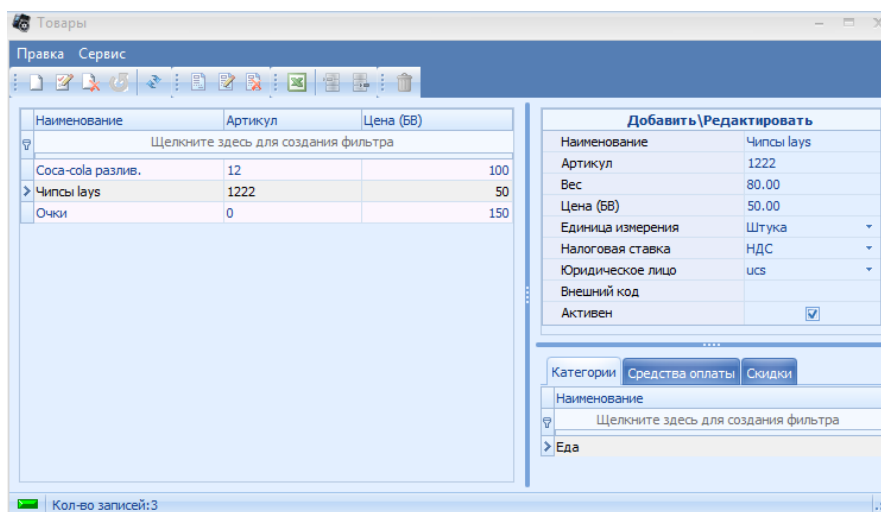 Товары
Правка Сервис
Наименование Артикул Цена (БВ)
Щелкните здесь для создания фильтра
Coca-cola разлив. 12 100
Чипсы lays 1222 50
Очки 0 150
Добавить\Редактировать
Наименование Чипсы lays
Артикул 1222
Вес 80.00
Цена (БВ) 50.00
Единица измерения Штука
Налоговая ставка НДС
Юридическое лицо ucs
Внешний код
Активен
Категории Средства оплаты Скидки
Наименование
Щелкните здесь для создания фильтра
Еда
Кол-во записей:3